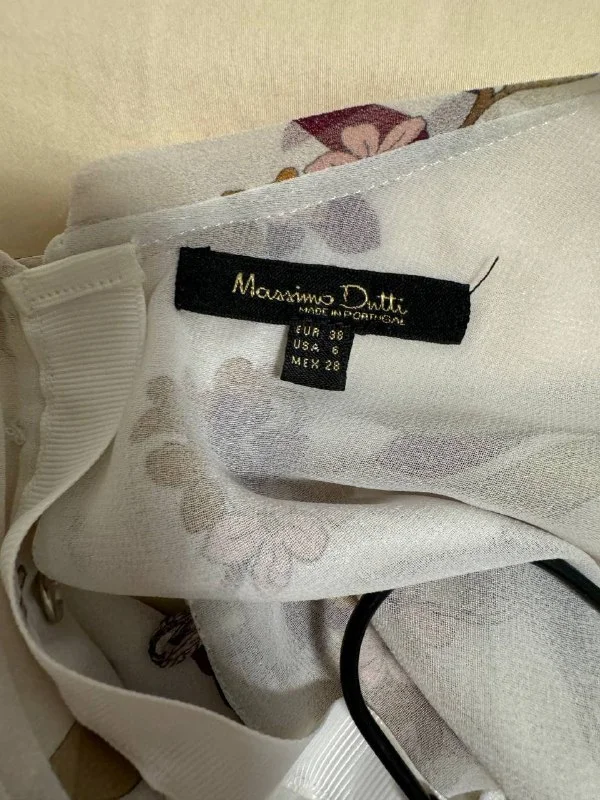 Massimo Dutti
MADE IN PORTUGAL
EUR 38
USA 6
MEX 28